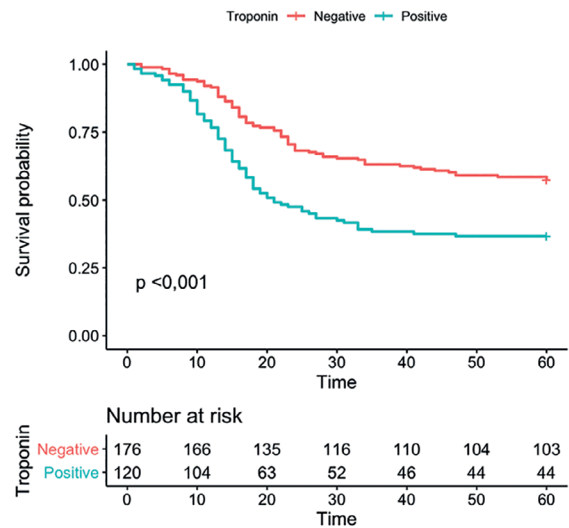 Troponin Negative Positive
Survival probability
1.00
0.75
0.50
0.25
0.00
p <0,001
0 10 20 30 40 50 60
Time
Number at risk
Troponin
Negative 176 166 135 116 110 104 103
Positive 120 104 63 52 46 44 44
0 10 20 30 40 50 60
Time